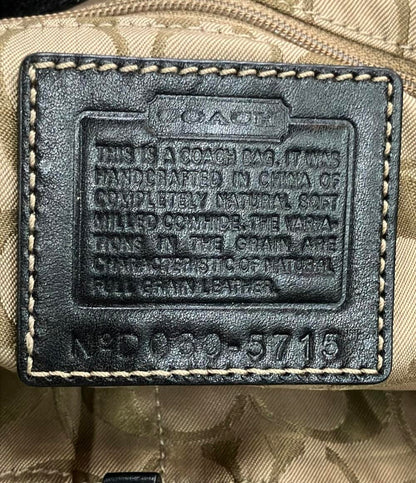 COACH
THIS IS A COACH BAG. IT WAS
HANDCRAFTED IN CHINA OF
COMPLETELY NATURAL SOFT
MILLED COWHIDE. THE VARIA-
TIONS IN THE GRAIN ARE
CHARACTERISTIC OF NATURAL
FULL GRAIN LEATHER.
-5715